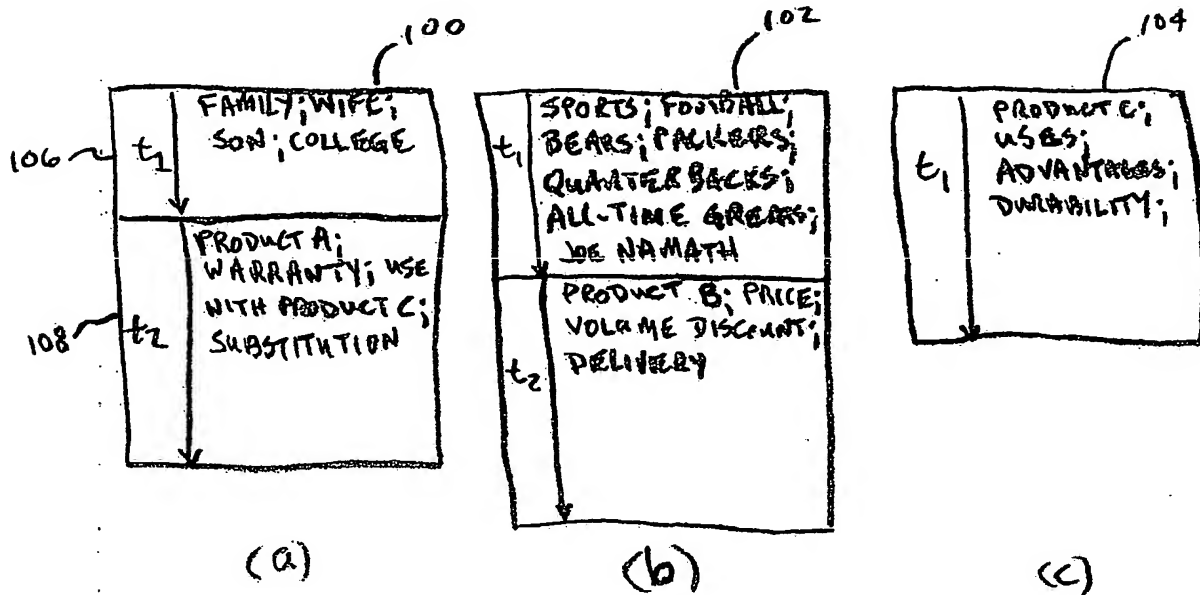 100
FAMILY; WIFE;
SON; COLLEGE
106
t1
PRODUCT A;
WARRANTY; USE
WITH PRODUCT C;
SUBSTITUTION
108
t2
(a)
102
SPORTS; FOOTBALL;
BEARS; PACKERS;
QUARTERBACKS;
ALL-TIME GREATS;
JOE NAMATH
t1
PRODUCT B; PRICE;
VOLUME DISCOUNT;
DELIVERY
t2
(b)
104
PRODUCT C;
USES;
ADVANTAGES;
DURABILITY;
t1
(c)